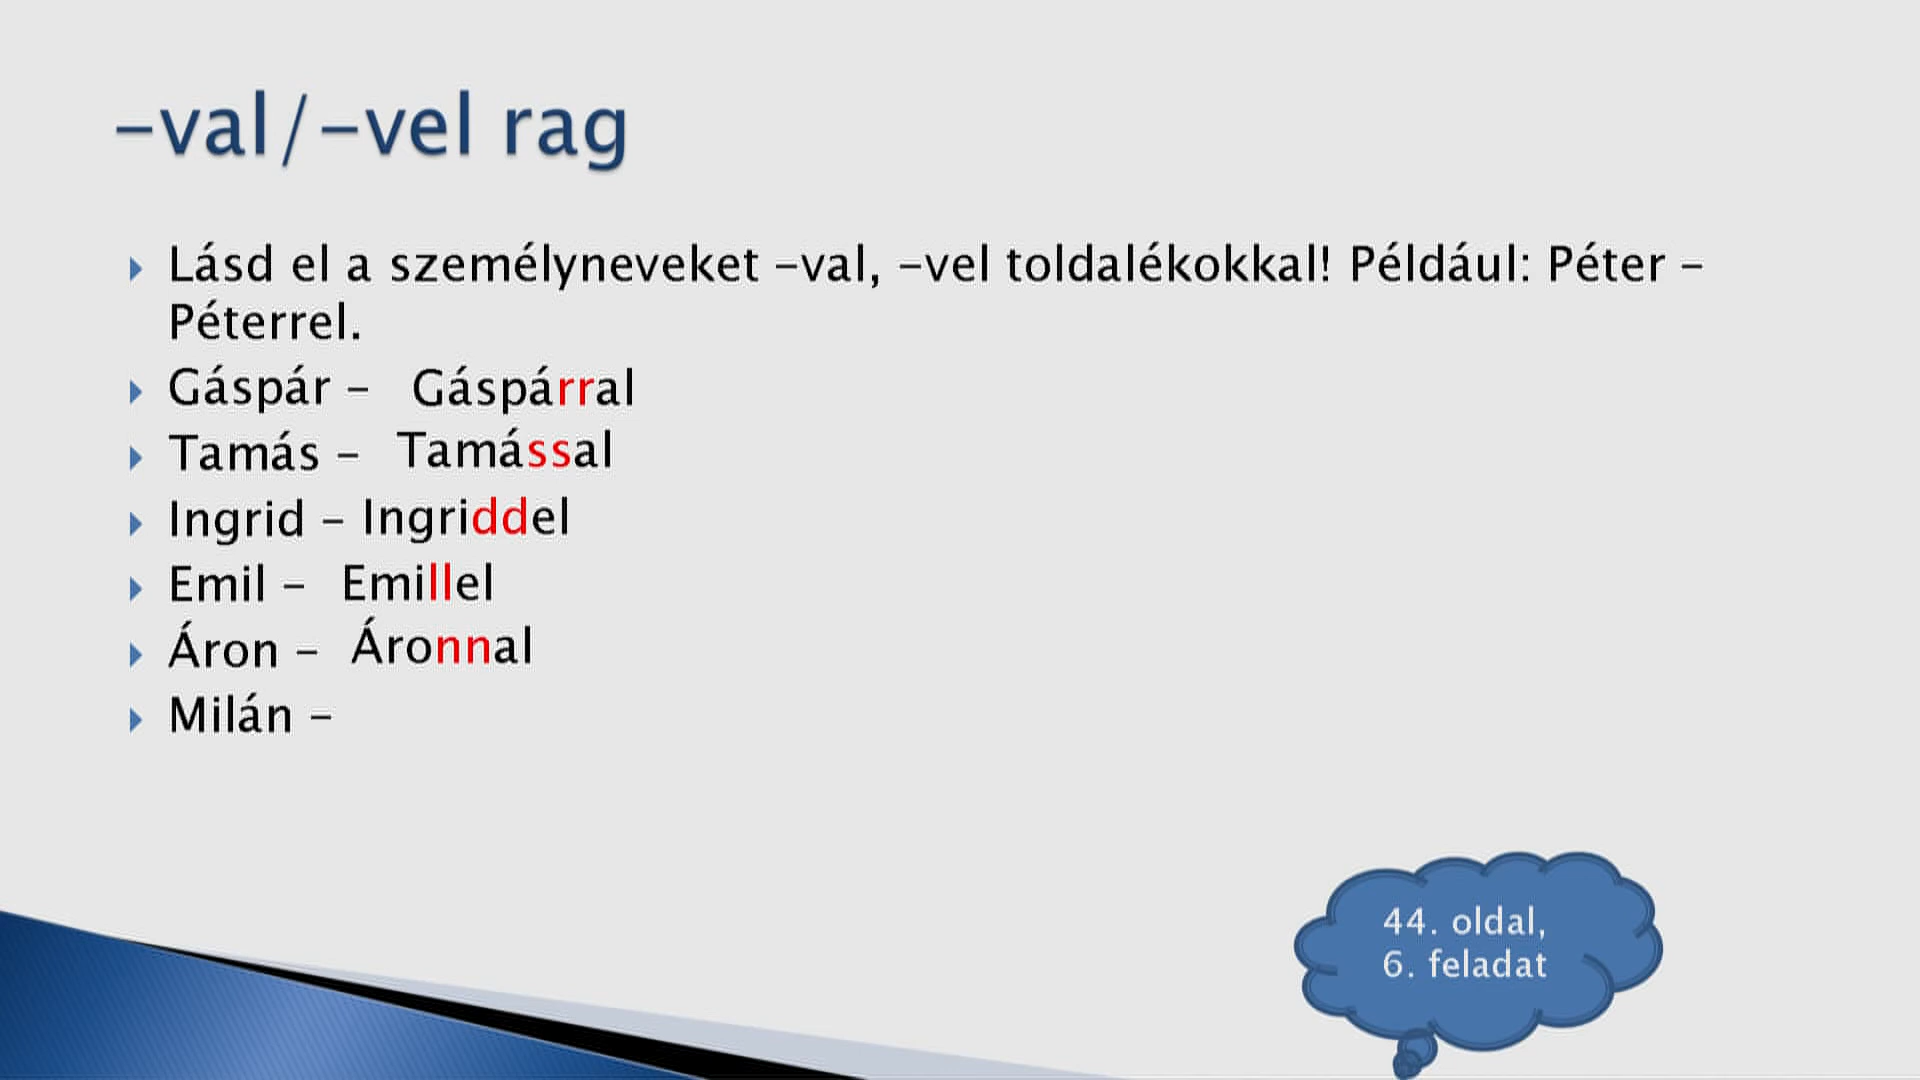 -val/-vel rag
Lásd el a személyneveket -val, -vel toldalékokkal! Például: Péter -
Péterrel.
Gáspár - Gáspárral
Tamás - Tamással
Ingrid - Ingriddel
Emil - Emillel
Áron - Áronnal
Milán -
44. oldal,
6. feladat